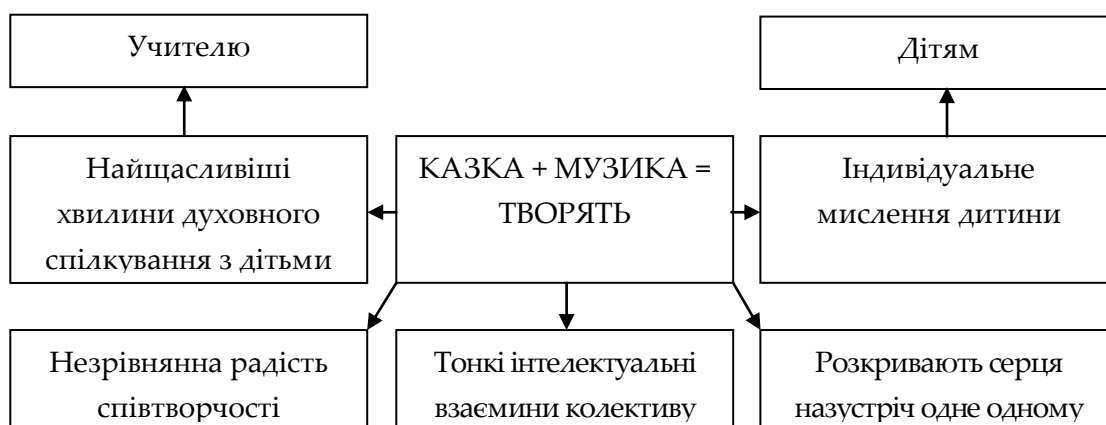 Учителю
Дітям
Найщасливіші
хвилини духовного
спілкування з дітьми
КАЗКА + МУЗИКА =
ТВОРЯТЬ
Індивідуальне
мислення дитини
Незрівнянна радість
співтворчості
Тонкі інтелектуальні
взаємини колективу
Розкривають серця
назустріч одне одному